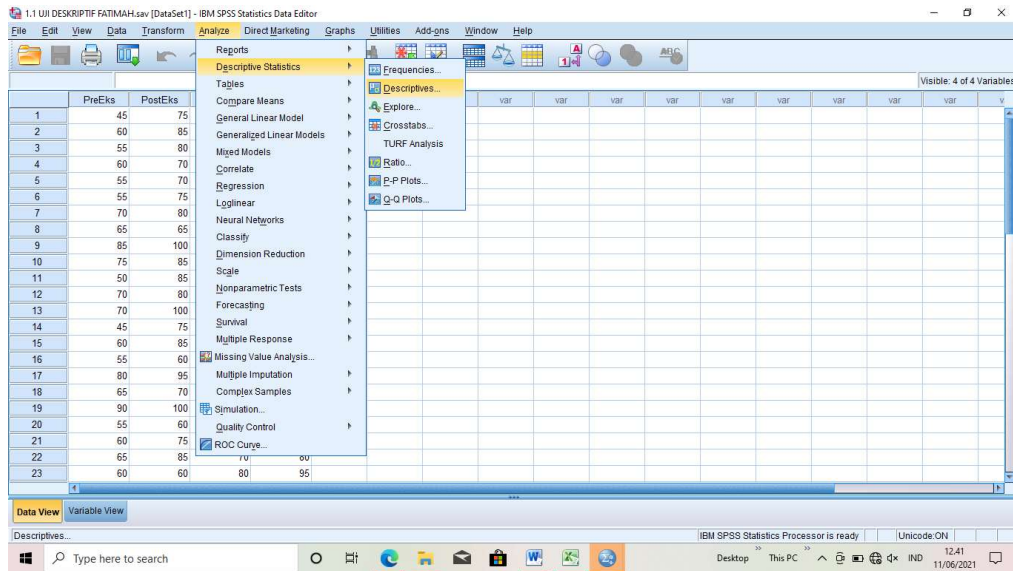 1.1 UJI DESKRIPTIF FATIMAH.sav [DataSet1] - IBM SPSS Statistics Data Editor
File Edit View Data Transform Analyze Direct Marketing Graphs Utilities Add-ons Window Help
Visible: 4 of 4 Variables
Reports
Descriptive Statistics
Tables
Compare Means
General Linear Model
Generalized Linear Models
Mixed Models
Correlate
Regression
Loglinear
Neural Networks
Classify
Dimension Reduction
Scale
Nonparametric Tests
Forecasting
Survival
Multiple Response
Missing Value Analysis...
Multiple Imputation
Complex Samples
Simulation...
Quality Control
ROC Curve...
Frequencies...
Descriptives...
Explore...
Crosstabs...
TURF Analysis
Ratio...
P-P Plots...
Q-Q Plots...
PreEks PostEks var var var var var var var var var
1 45 75
2 60 85
3 55 80
4 60 70
5 55 70
6 55 75
7 70 80
8 65 65
9 85 100
10 75 85
11 50 85
12 70 80
13 70 100
14 45 75
15 60 85
16 55 60
17 80 95
18 65 70
19 90 100
20 55 60
21 60 75
22 65 85 70 80
23 60 60 80 95
Data View Variable View
Descriptives...
IBM SPSS Statistics Processor is ready Unicode:ON
Type here to search
Desktop This PC IND 12.41
11/06/2021